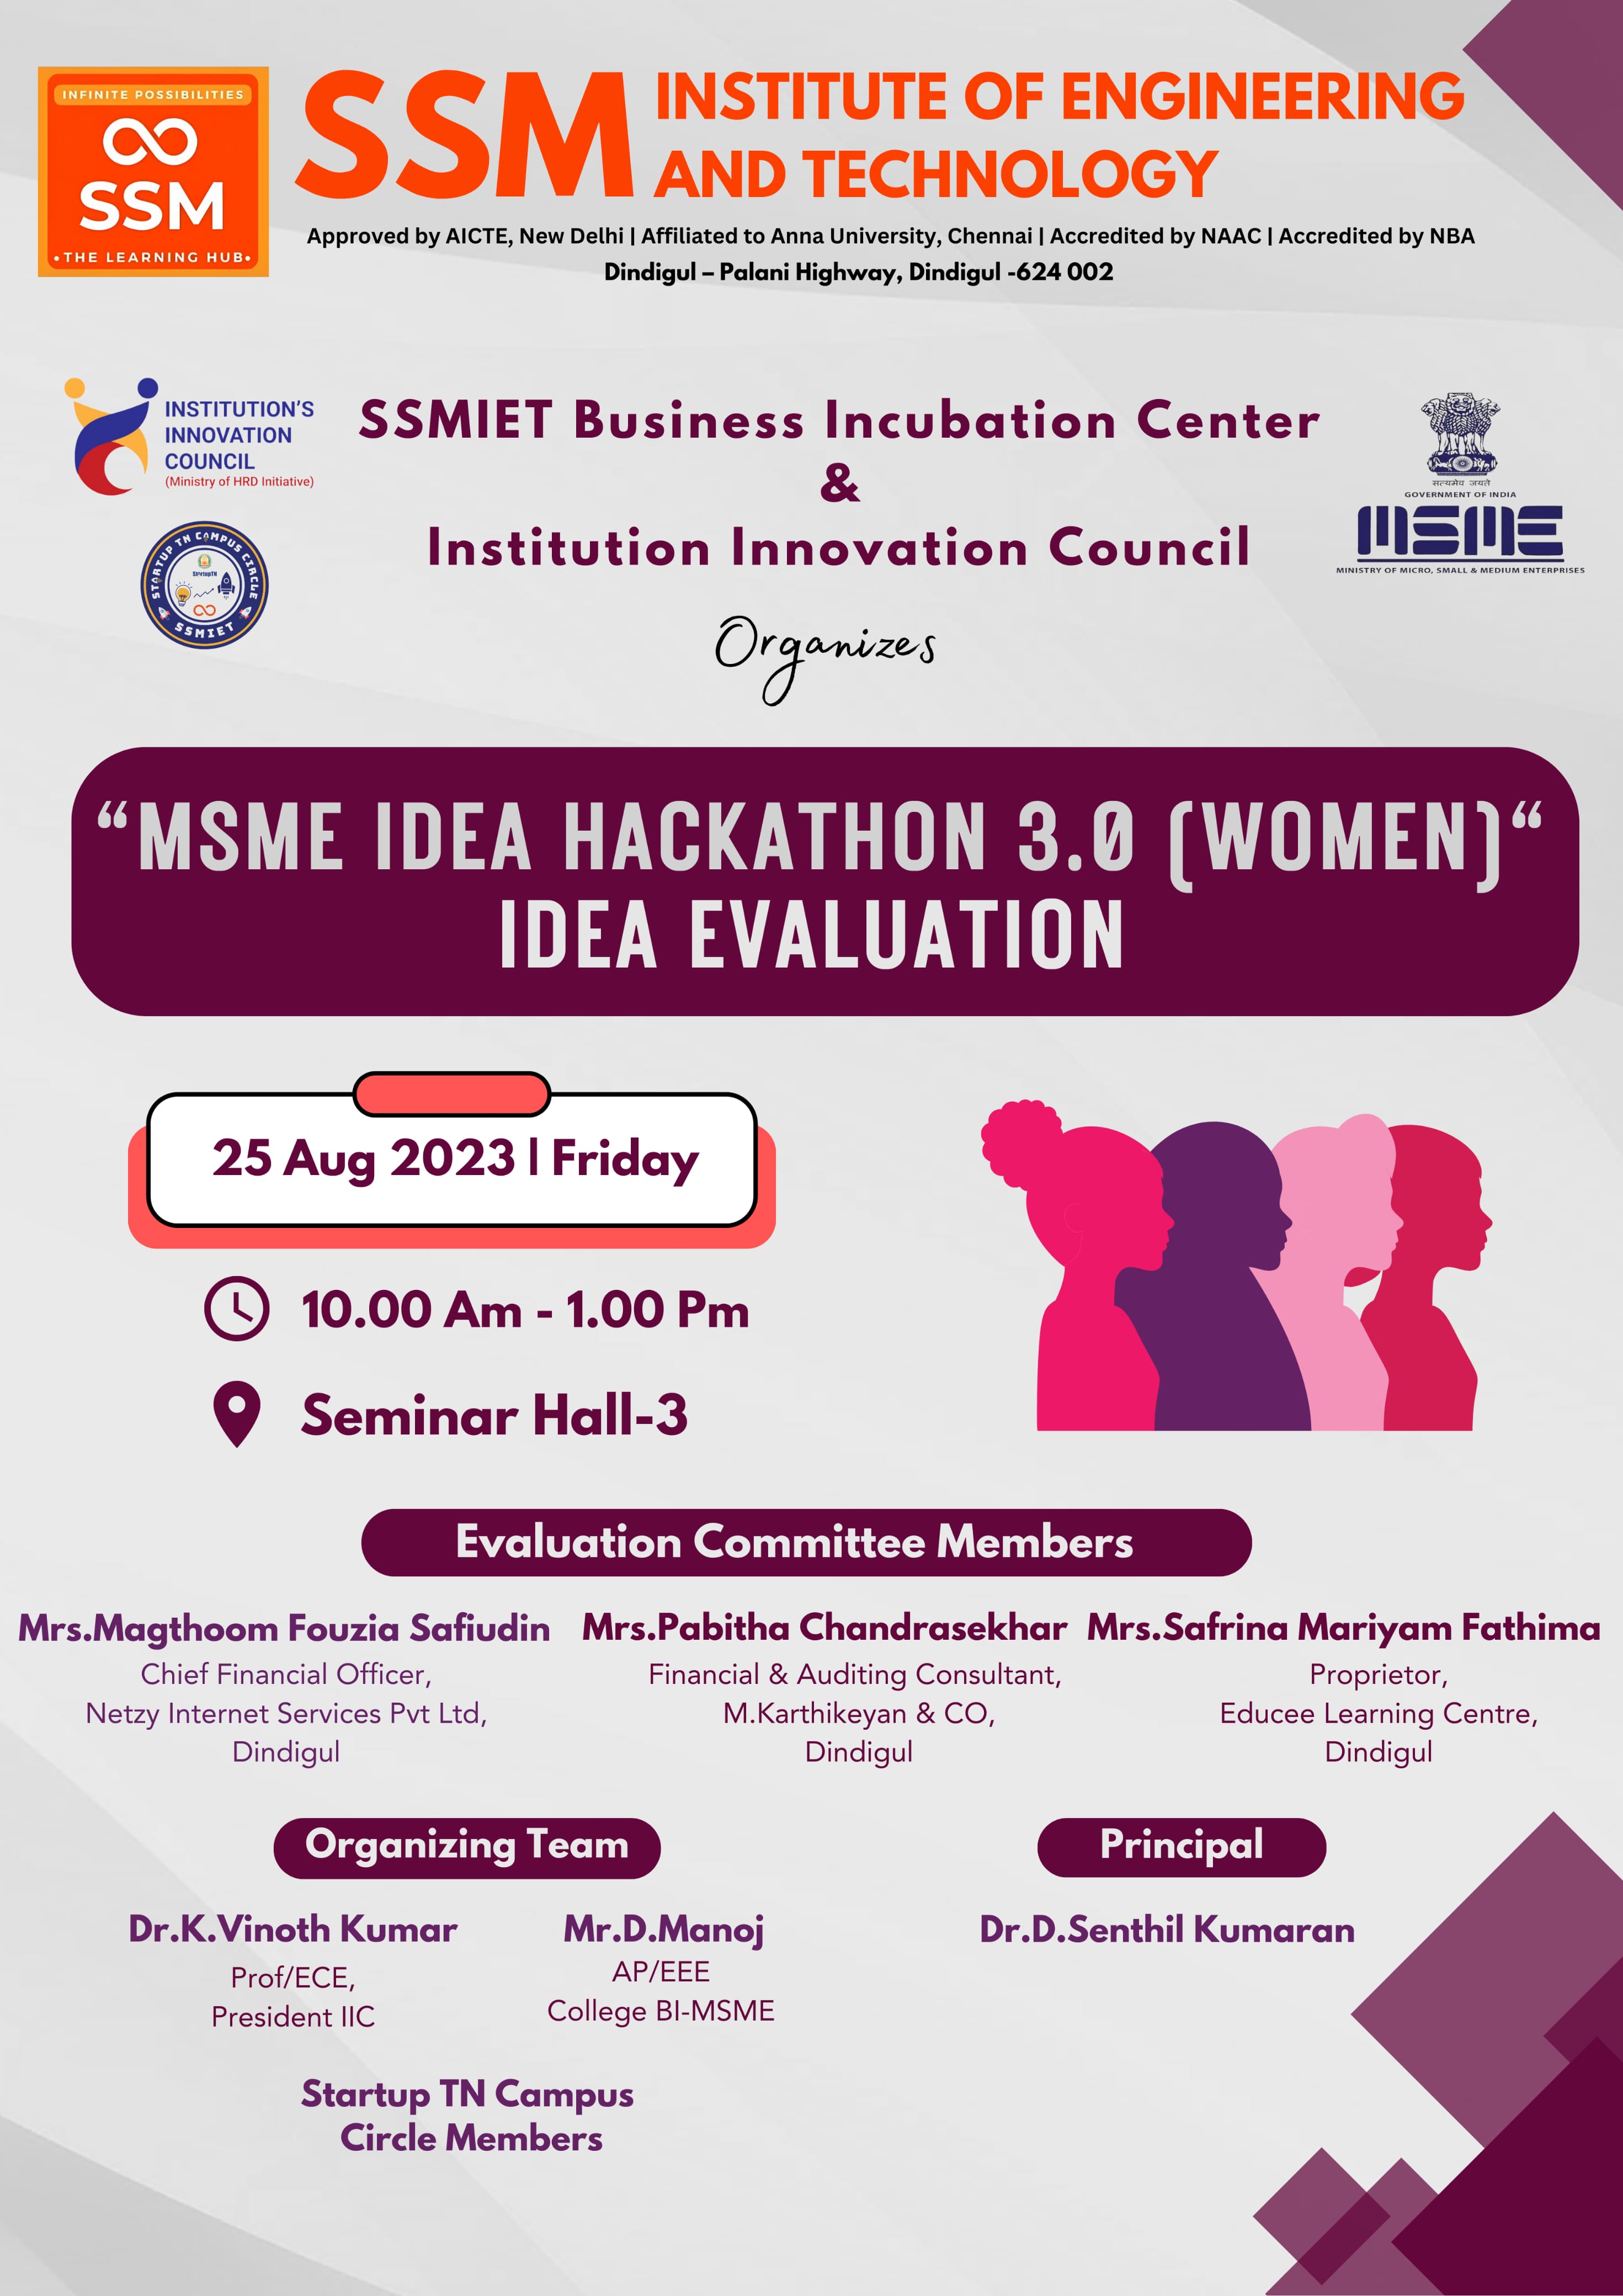 INFINITE POSSIBILITIES
SSM
•THE LEARNING HUB•
SSM INSTITUTE OF ENGINEERING
AND TECHNOLOGY
Approved by AICTE, New Delhi | Affiliated to Anna University, Chennai | Accredited by NAAC | Accredited by NBA
Dindigul – Palani Highway, Dindigul -624 002
INSTITUTION'S
INNOVATION
COUNCIL
(Ministry of HRD Initiative)
STARTUP TN CAMPUS CIRCLE
StartupTN
SSMIET
SSMIET Business Incubation Center
&
Institution Innovation Council
Organizes
सत्यमेव जयते
GOVERNMENT OF INDIA
MSME
MINISTRY OF MICRO, SMALL & MEDIUM ENTERPRISES
“MSME IDEA HACKATHON 3.0 (WOMEN)“
IDEA EVALUATION
25 Aug 2023 | Friday
10.00 Am - 1.00 Pm
Seminar Hall-3
Evaluation Committee Members
Mrs.Magthoom Fouzia Safiudin
Chief Financial Officer,
Netzy Internet Services Pvt Ltd,
Dindigul
Mrs.Pabitha Chandrasekhar
Financial & Auditing Consultant,
M.Karthikeyan & CO,
Dindigul
Mrs.Safrina Mariyam Fathima
Proprietor,
Educee Learning Centre,
Dindigul
Organizing Team
Dr.K.Vinoth Kumar
Prof/ECE,
President IIC
Mr.D.Manoj
AP/EEE
College BI-MSME
Startup TN Campus
Circle Members
Principal
Dr.D.Senthil Kumaran